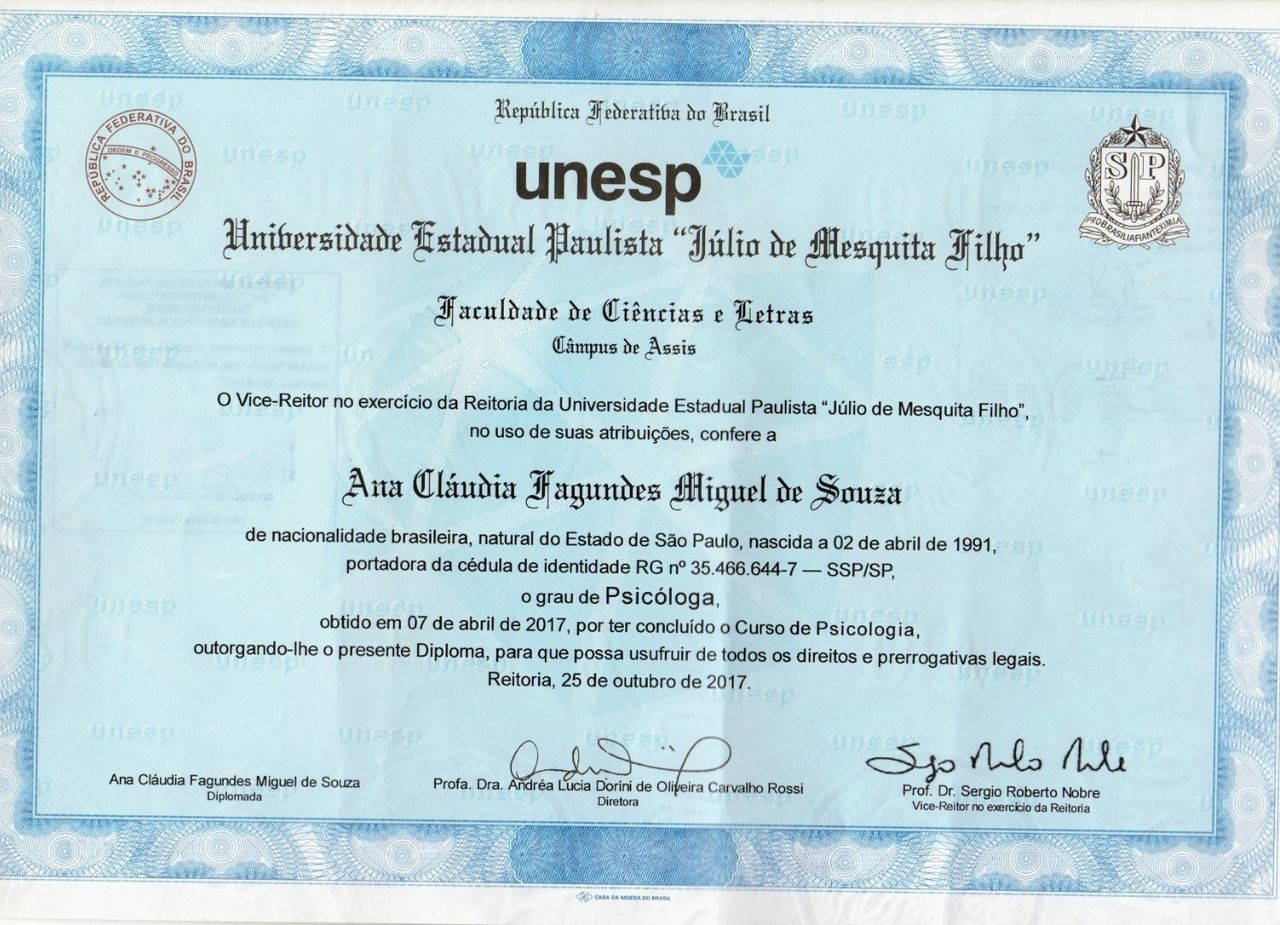 República Federativa do Brasil
REPÚBLICA FEDERATIVA DO BRASIL
ORDEM E PROGRESSO
SP
PROBRASILIAFIANTEXIMIA
unesp
Universidade Estadual Paulista “Júlio de Mesquita Filho”
Faculdade de Ciências e Letras
Câmpus de Assis
O Vice-Reitor no exercício da Reitoria da Universidade Estadual Paulista “Júlio de Mesquita Filho”,
no uso de suas atribuições, confere a
Ana Cláudia Fagundes Miguel de Souza
de nacionalidade brasileira, natural do Estado de São Paulo, nascida a 02 de abril de 1991,
portadora da cédula de identidade RG nº 35.466.644-7 — SSP/SP,
o grau de Psicóloga,
obtido em 07 de abril de 2017, por ter concluído o Curso de Psicologia,
outorgando-lhe o presente Diploma, para que possa usufruir de todos os direitos e prerrogativas legais.
Reitoria, 25 de outubro de 2017.
Ana Cláudia Fagundes Miguel de Souza
Diplomada
Profa. Dra. Andréa Lucia Dorini de Oliveira Carvalho Rossi
Diretora
Prof. Dr. Sergio Roberto Nobre
Vice-Reitor no exercício da Reitoria
CASA DA MOEDA DO BRASIL